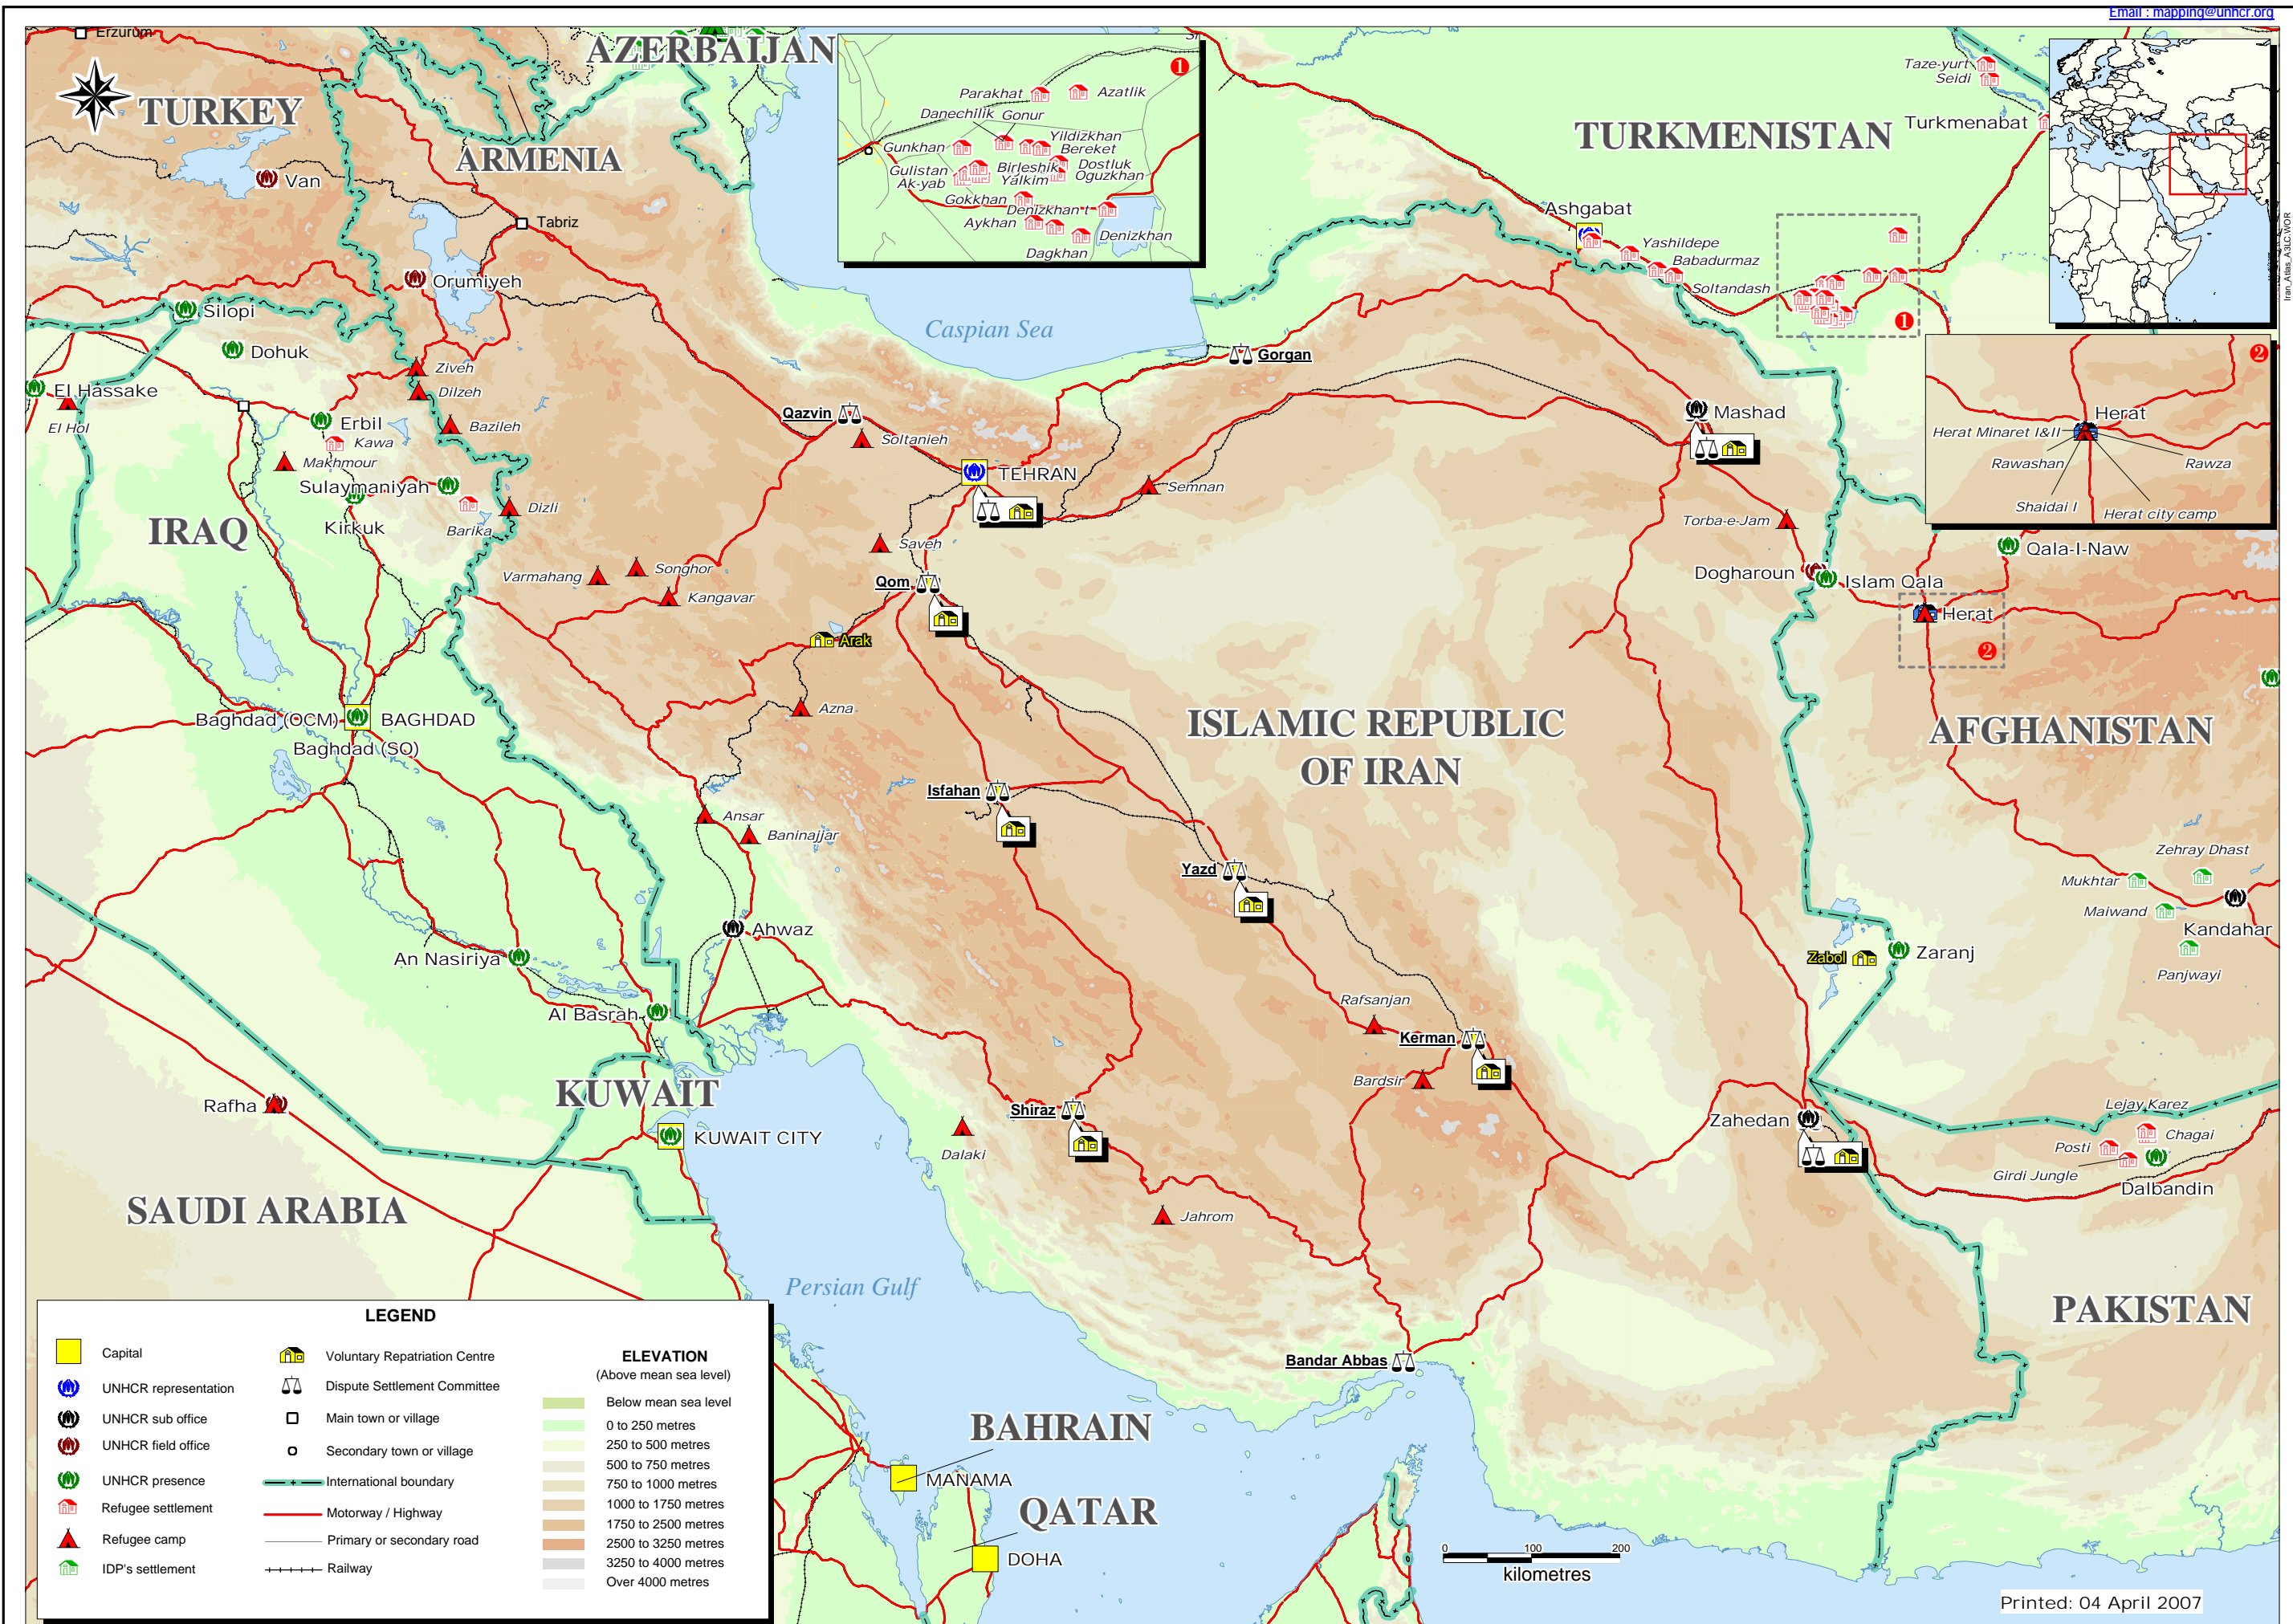 Email : mapping@unhcr.org
Erzurum
AZERBAIJAN
TURKEY
ARMENIA
Van
Tabriz
Orumiyeh
Silopi
Dohuk
Ziveh
El Hassake
Dilzeh
El Hol
Erbil
Bazileh
Kawa
Makhmour
Sulaymaniyah
Dizli
Barika
Kirkuk
IRAQ
1
Parakhat
Azatlik
Danechilik
Gonur
Yildizkhan
Gunkhan
Bereket
Gulistan
Birleshik
Dostluk
Ak-yab
Yalkim
Oguzkhan
Gokkhan
Denizkhan t
Aykhan
Denizkhan
Dagkhan
Caspian Sea
TURKMENISTAN
Taze-yurt
Seidi
Turkmenabat
Ashgabat
Yashildepe
Babadurmaz
Soltandash
1
Iran_Atlas_A3LC.WOR
2
Herat
Herat Minaret I&II
Rawashan
Rawza
Shaidai I
Herat city camp
Gorgan
Qazvin
Soltanieh
TEHRAN
Semnan
Mashad
Torba-e-Jam
Qala-I-Naw
Dogharoun
Islam Qala
Herat
2
Saveh
Varmahang
Songhor
Kangavar
Qom
Arak
Azna
Baghdad (OCM)
BAGHDAD
Baghdad (SO)
ISLAMIC REPUBLIC
OF IRAN
AFGHANISTAN
Isfahan
Ansar
Baninajjar
Yazd
Zehray Dhast
Mukhtar
Maiwand
Kandahar
Panjwayi
Ahwaz
An Nasiriya
Zabol
Zaranj
Al Basrah
Rafsanjan
Kerman
Bardsir
KUWAIT
Rafha
KUWAIT CITY
Shiraz
Dalaki
Jahrom
Zahedan
Lejay Karez
Posti
Chagai
Girdi Jungle
Dalbandin
SAUDI ARABIA
Persian Gulf
PAKISTAN
Bandar Abbas
BAHRAIN
MANAMA
QATAR
DOHA
LEGEND
Capital
UNHCR representation
UNHCR sub office
UNHCR field office
UNHCR presence
Refugee settlement
Refugee camp
IDP's settlement
Voluntary Repatriation Centre
Dispute Settlement Committee
Main town or village
Secondary town or village
International boundary
Motorway / Highway
Primary or secondary road
Railway
ELEVATION
(Above mean sea level)
Below mean sea level
0 to 250 metres
250 to 500 metres
500 to 750 metres
750 to 1000 metres
1000 to 1750 metres
1750 to 2500 metres
2500 to 3250 metres
3250 to 4000 metres
Over 4000 metres
0 100 200
kilometres
Printed: 04 April 2007